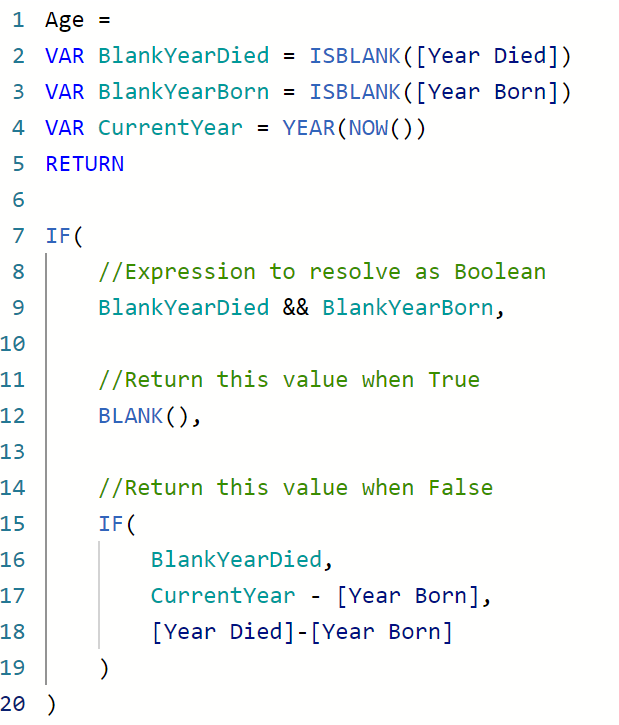 1 Age =
2 VAR BlankYearDied = ISBLANK([Year Died])
3 VAR BlankYearBorn = ISBLANK([Year Born])
4 VAR CurrentYear = YEAR(NOW())
5 RETURN
6
7 IF(
8 //Expression to resolve as Boolean
9 BlankYearDied && BlankYearBorn,
10
11 //Return this value when True
12 BLANK(),
13
14 //Return this value when False
15 IF(
16 BlankYearDied,
17 CurrentYear - [Year Born],
18 [Year Died]-[Year Born]
19 )
20 )